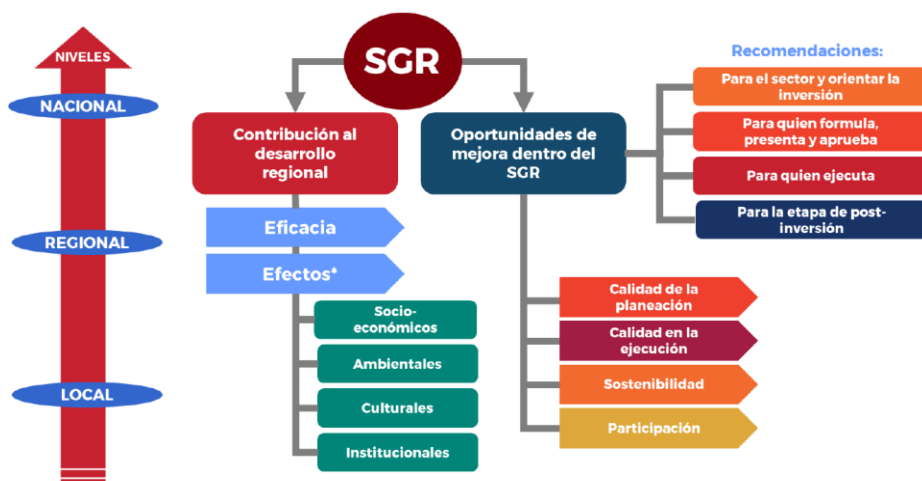 NIVELES
NACIONAL
REGIONAL
LOCAL
SGR
Contribución al
desarrollo
regional
Eficacia
Efectos*
Socio-
económicos
Ambientales
Culturales
Institucionales
Oportunidades de
mejora dentro del
SGR
Calidad de la
planeación
Calidad en la
ejecución
Sostenibilidad
Participación
Recomendaciones:
Para el sector y orientar la
inversión
Para quien formula,
presenta y aprueba
Para quien ejecuta
Para la etapa de post-
inversión